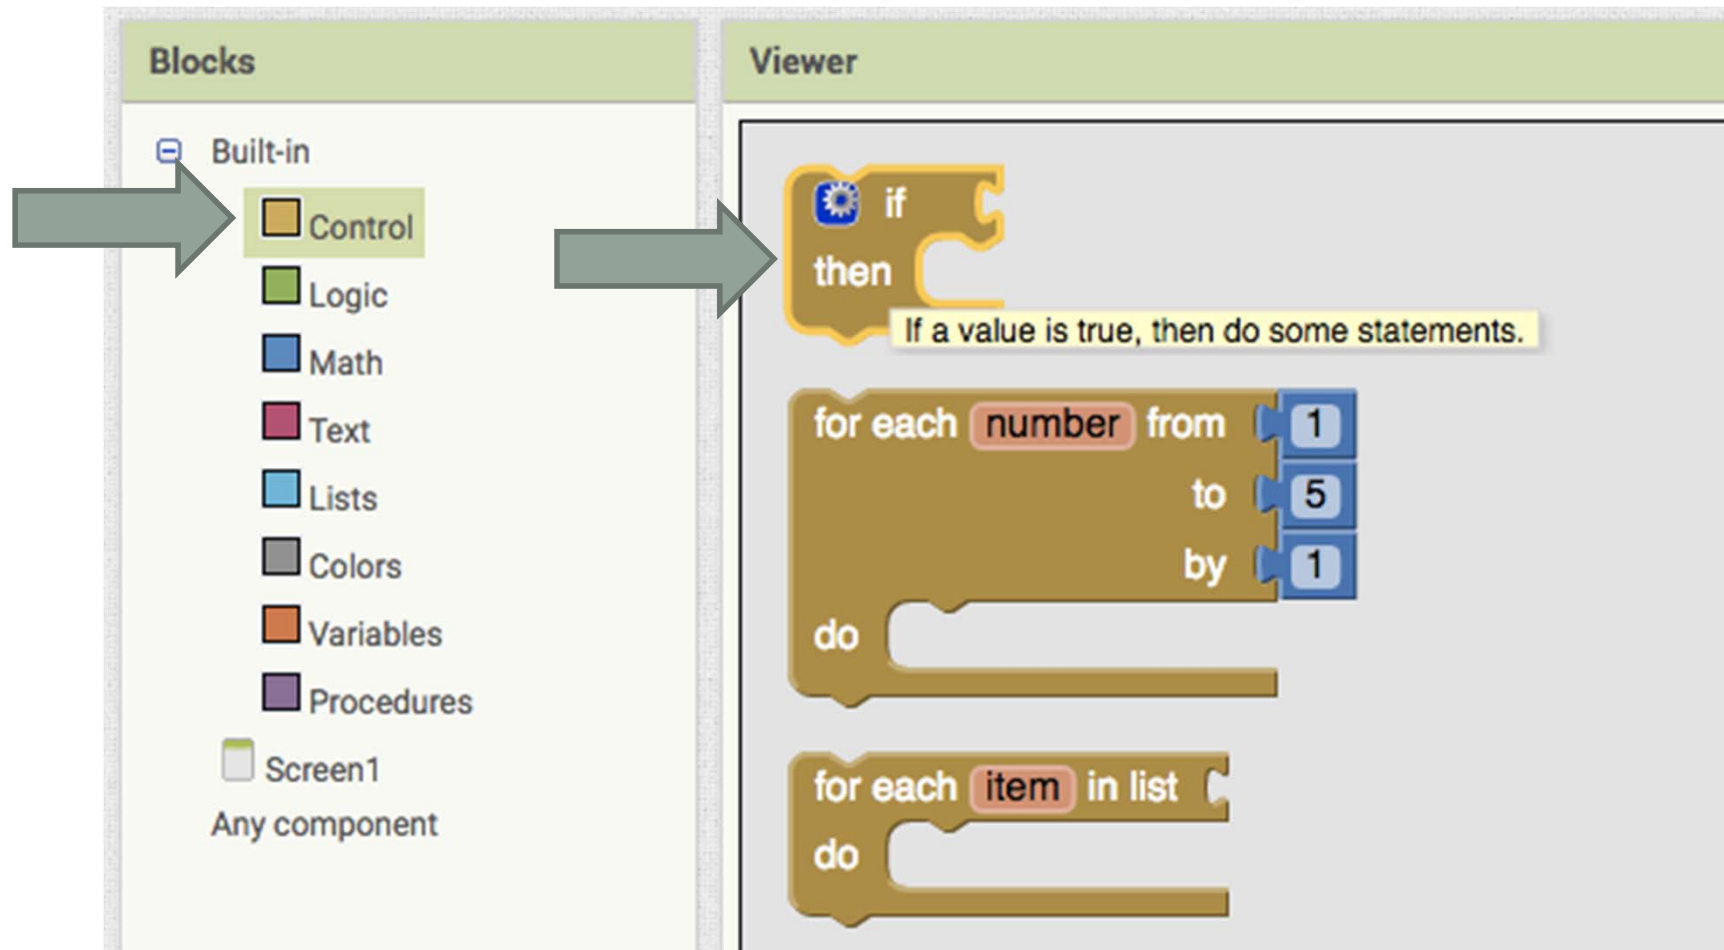 Blocks
Built-in
Control
Logic
Math
Text
Lists
Colors
Variables
Procedures
Screen1
Any component
Viewer
if
then
If a value is true, then do some statements.
for each number from 1
to 5
by 1
do
for each item in list
do